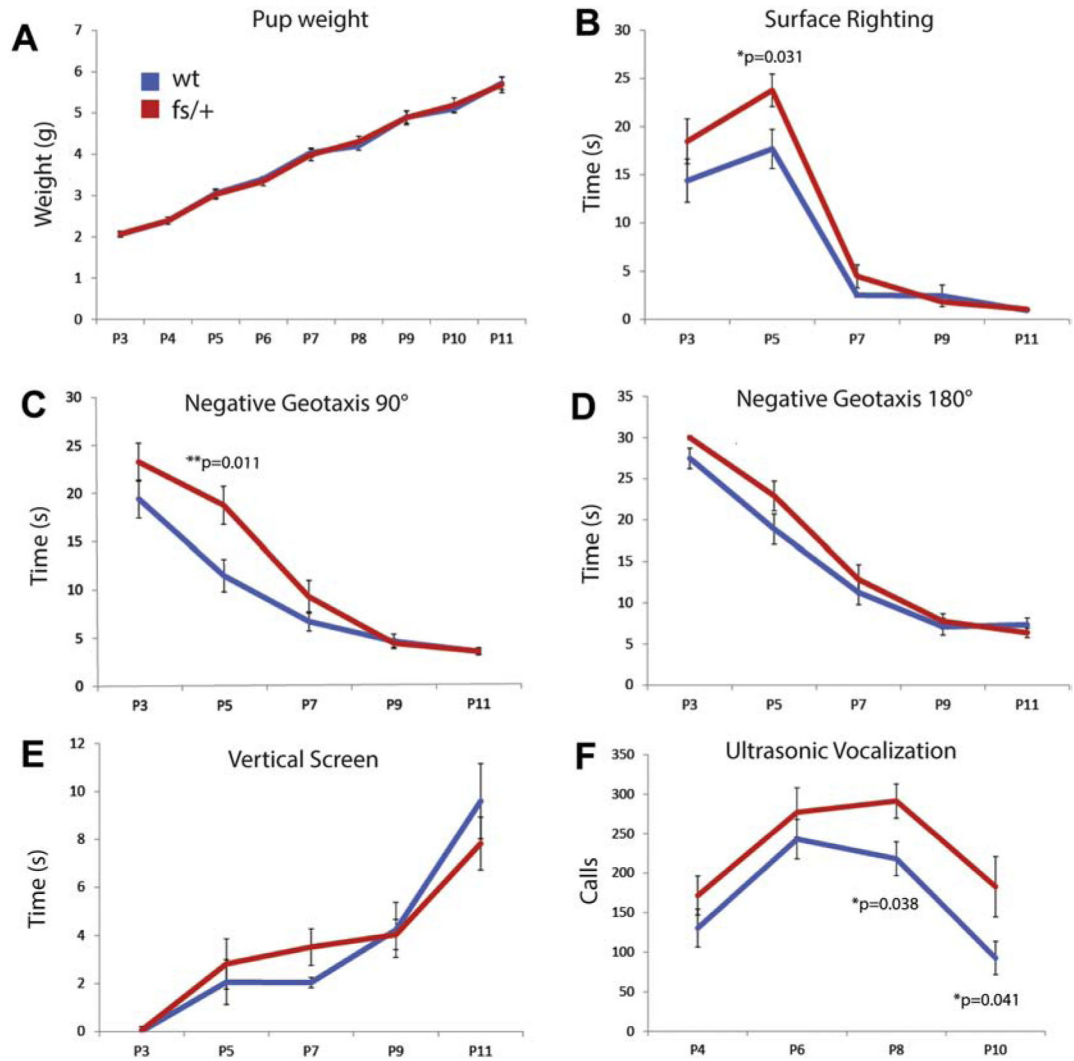 A
Pup weight
wt
fs/+
Weight (g)
7
6
5
4
3
2
1
0
P3 P4 P5 P6 P7 P8 P9 P10 P11
B
Surface Righting
*p=0.031
Time (s)
30
25
20
15
10
5
0
P3 P5 P7 P9 P11
C
Negative Geotaxis 90°
**p=0.011
Time (s)
30
25
20
15
10
5
0
P3 P5 P7 P9 P11
D
Negative Geotaxis 180°
Time (s)
35
30
25
20
15
10
5
0
P3 P5 P7 P9 P11
E
Vertical Screen
Time (s)
12
10
8
6
4
2
0
P3 P5 P7 P9 P11
F
Ultrasonic Vocalization
Calls
350
300
250
200
150
100
50
0
*p=0.038
*p=0.041
P4 P6 P8 P10